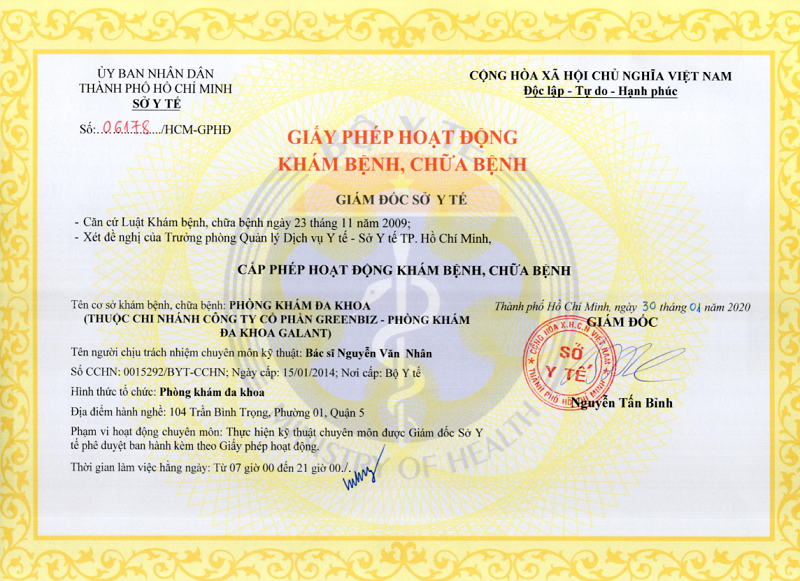 ỦY BAN NHÂN DÂN
THÀNH PHỐ HỒ CHÍ MINH
SỞ Y TẾ
Số:...06178.../HCM-GPHĐ
CỘNG HÒA XÃ HỘI CHỦ NGHĨA VIỆT NAM
Độc lập - Tự do - Hạnh phúc
BỘ Y TẾ
GIẤY PHÉP HOẠT ĐỘNG
KHÁM BỆNH, CHỮA BỆNH
GIÁM ĐỐC SỞ Y TẾ
- Căn cứ Luật Khám bệnh, chữa bệnh ngày 23 tháng 11 năm 2009;
- Xét đề nghị của Trưởng phòng Quản lý Dịch vụ Y tế - Sở Y tế TP. Hồ Chí Minh,
CẤP PHÉP HOẠT ĐỘNG KHÁM BỆNH, CHỮA BỆNH
Tên cơ sở khám bệnh, chữa bệnh: PHÒNG KHÁM ĐA KHOA
(THUỘC CHI NHÁNH CÔNG TY CỔ PHẦN GREENBIZ - PHÒNG KHÁM
ĐA KHOA GALANT)
Tên người chịu trách nhiệm chuyên môn kỹ thuật: Bác sĩ Nguyễn Văn Nhân
Số CCHN: 0015292/BYT-CCHN; Ngày cấp: 15/01/2014; Nơi cấp: Bộ Y tế
Hình thức tổ chức: Phòng khám đa khoa
Địa điểm hành nghề: 104 Trần Bình Trọng, Phường 01, Quận 5
Phạm vi hoạt động chuyên môn: Thực hiện kỹ thuật chuyên môn được Giám đốc Sở Y
tế phê duyệt ban hành kèm theo Giấy phép hoạt động.
Thời gian làm việc hằng ngày: Từ 07 giờ 00 đến 21 giờ 00./.
Thành phố Hồ Chí Minh, ngày 30 tháng 01 năm 2020
GIÁM ĐỐC
CỘNG HÒA X.H.C.N VIỆT NAM
SỞ
Y TẾ
THÀNH PHỐ HỒ CHÍ MINH
Nguyễn Tấn Bỉnh
MINISTRY OF HEALTH